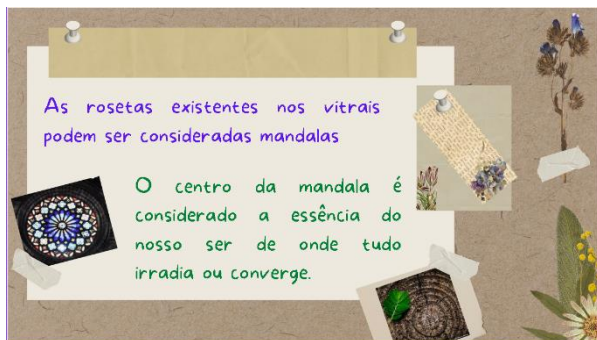 As rosetas existentes nos vitrais
podem ser consideradas mandalas
O centro da mandala é
considerado a essência do
nosso ser de onde tudo
irradia ou converge.